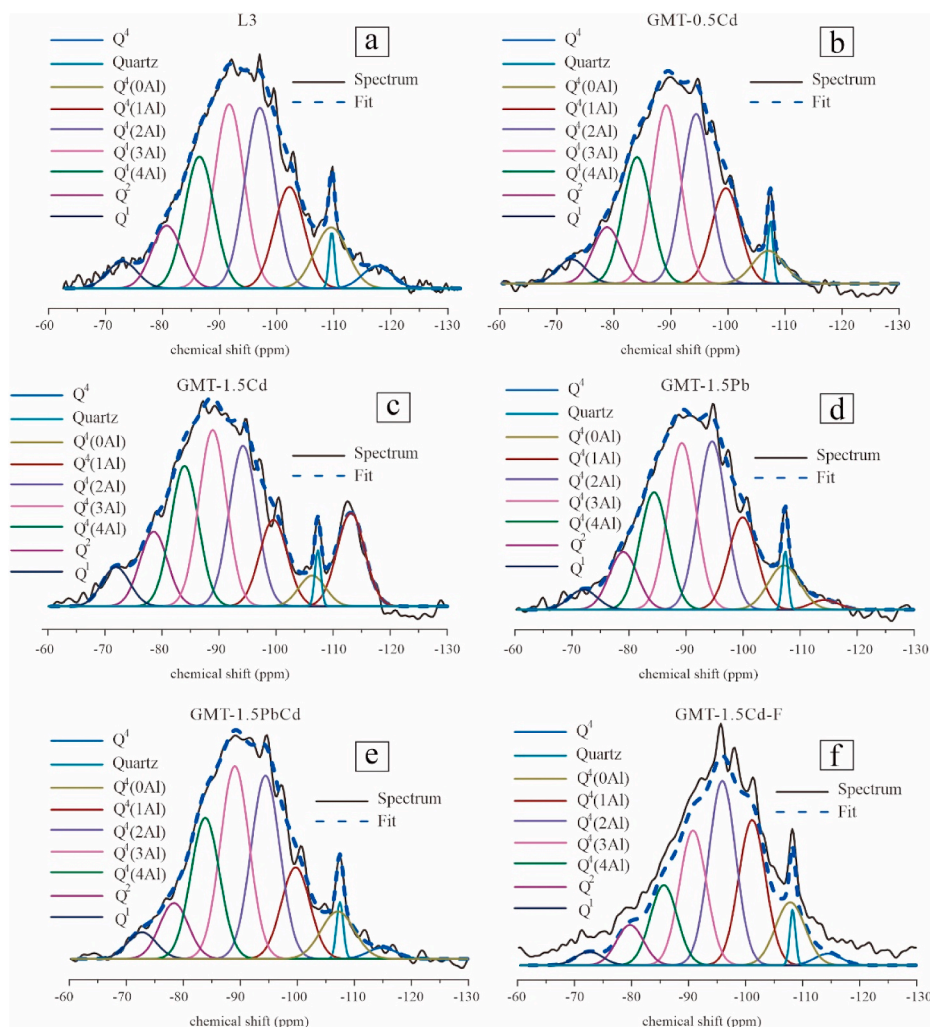 L3
a
Q⁴
Quartz
Q⁴(0Al)
Q⁴(1Al)
Q⁴(2Al)
Q⁴(3Al)
Q⁴(4Al)
Q²
Q¹
Spectrum
Fit
-60 -70 -80 -90 -100 -110 -120 -130
chemical shift (ppm)
GMT-0.5Cd
b
Q⁴
Quartz
Q⁴(0Al)
Q⁴(1Al)
Q⁴(2Al)
Q⁴(3Al)
Q⁴(4Al)
Q²
Q¹
Spectrum
Fit
-60 -70 -80 -90 -100 -110 -120 -130
chemical shift (ppm)
GMT-1.5Cd
c
Q⁴
Quartz
Q⁴(0Al)
Q⁴(1Al)
Q⁴(2Al)
Q⁴(3Al)
Q⁴(4Al)
Q²
Q¹
Spectrum
Fit
-60 -70 -80 -90 -100 -110 -120 -130
chemical shift (ppm)
GMT-1.5Pb
d
Q⁴
Quartz
Q⁴(0Al)
Q⁴(1Al)
Q⁴(2Al)
Q⁴(3Al)
Q⁴(4Al)
Q²
Q¹
Spectrum
Fit
-60 -70 -80 -90 -100 -110 -120 -130
chemical shift (ppm)
GMT-1.5PbCd
e
Q⁴
Quartz
Q⁴(0Al)
Q⁴(1Al)
Q⁴(2Al)
Q⁴(3Al)
Q⁴(4Al)
Q²
Q¹
Spectrum
Fit
-60 -70 -80 -90 -100 -110 -120 -130
chemical shift (ppm)
GMT-1.5Cd-F
f
Q⁴
Quartz
Q⁴(0Al)
Q⁴(1Al)
Q⁴(2Al)
Q⁴(3Al)
Q⁴(4Al)
Q²
Q¹
Spectrum
Fit
-60 -70 -80 -90 -100 -110 -120 -130
chemical shift (ppm)